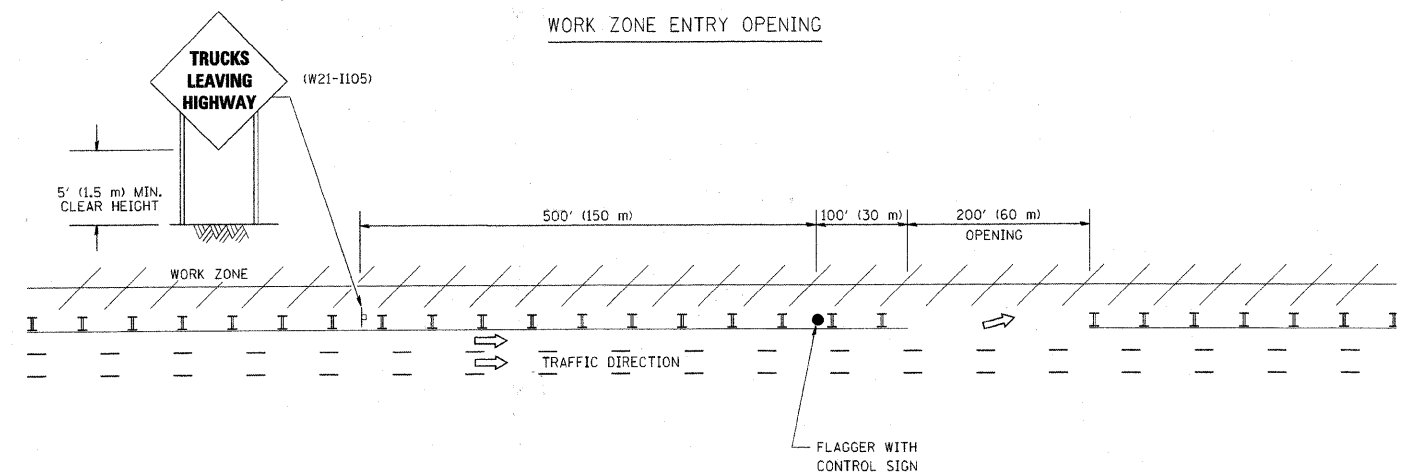 WORK ZONE ENTRY OPENING
TRUCKS
LEAVING
HIGHWAY
(W21-I105)
5' (1.5 m) MIN.
CLEAR HEIGHT
500' (150 m)
100' (30 m)
200' (60 m)
OPENING
WORK ZONE
TRAFFIC DIRECTION
FLAGGER WITH
CONTROL SIGN